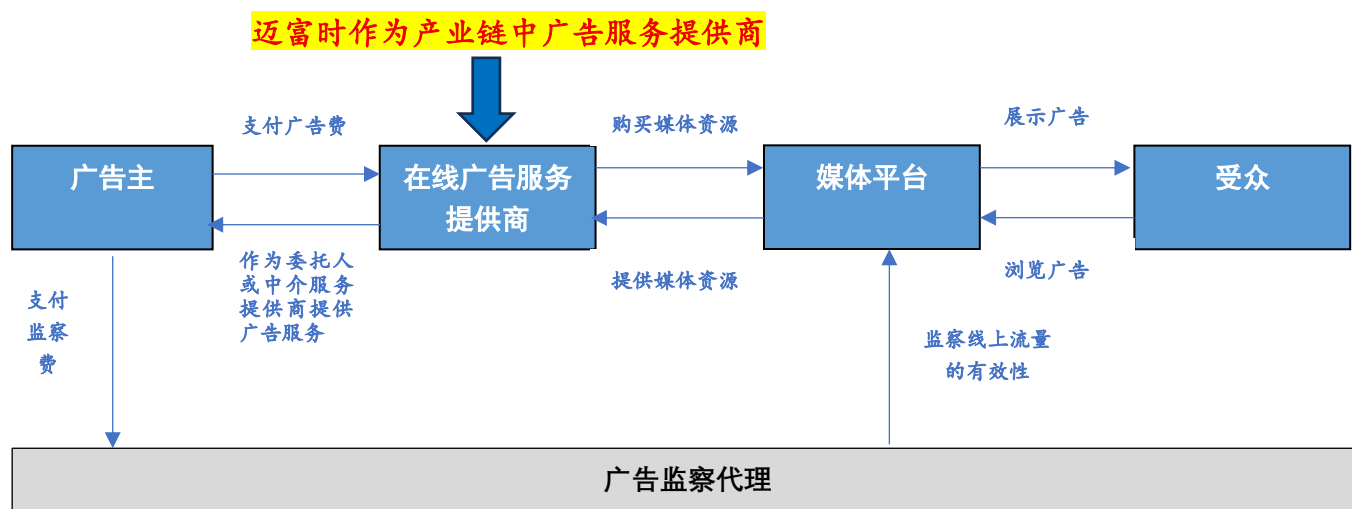 迈富时作为产业链中广告服务提供商
支付广告费
购买媒体资源
展示广告
广告主
在线广告服务
提供商
媒体平台
受众
作为委托人
或中介服务
提供商提供
广告服务
提供媒体资源
浏览广告
支付
监察
费
监察线上流量
的有效性
广告监察代理